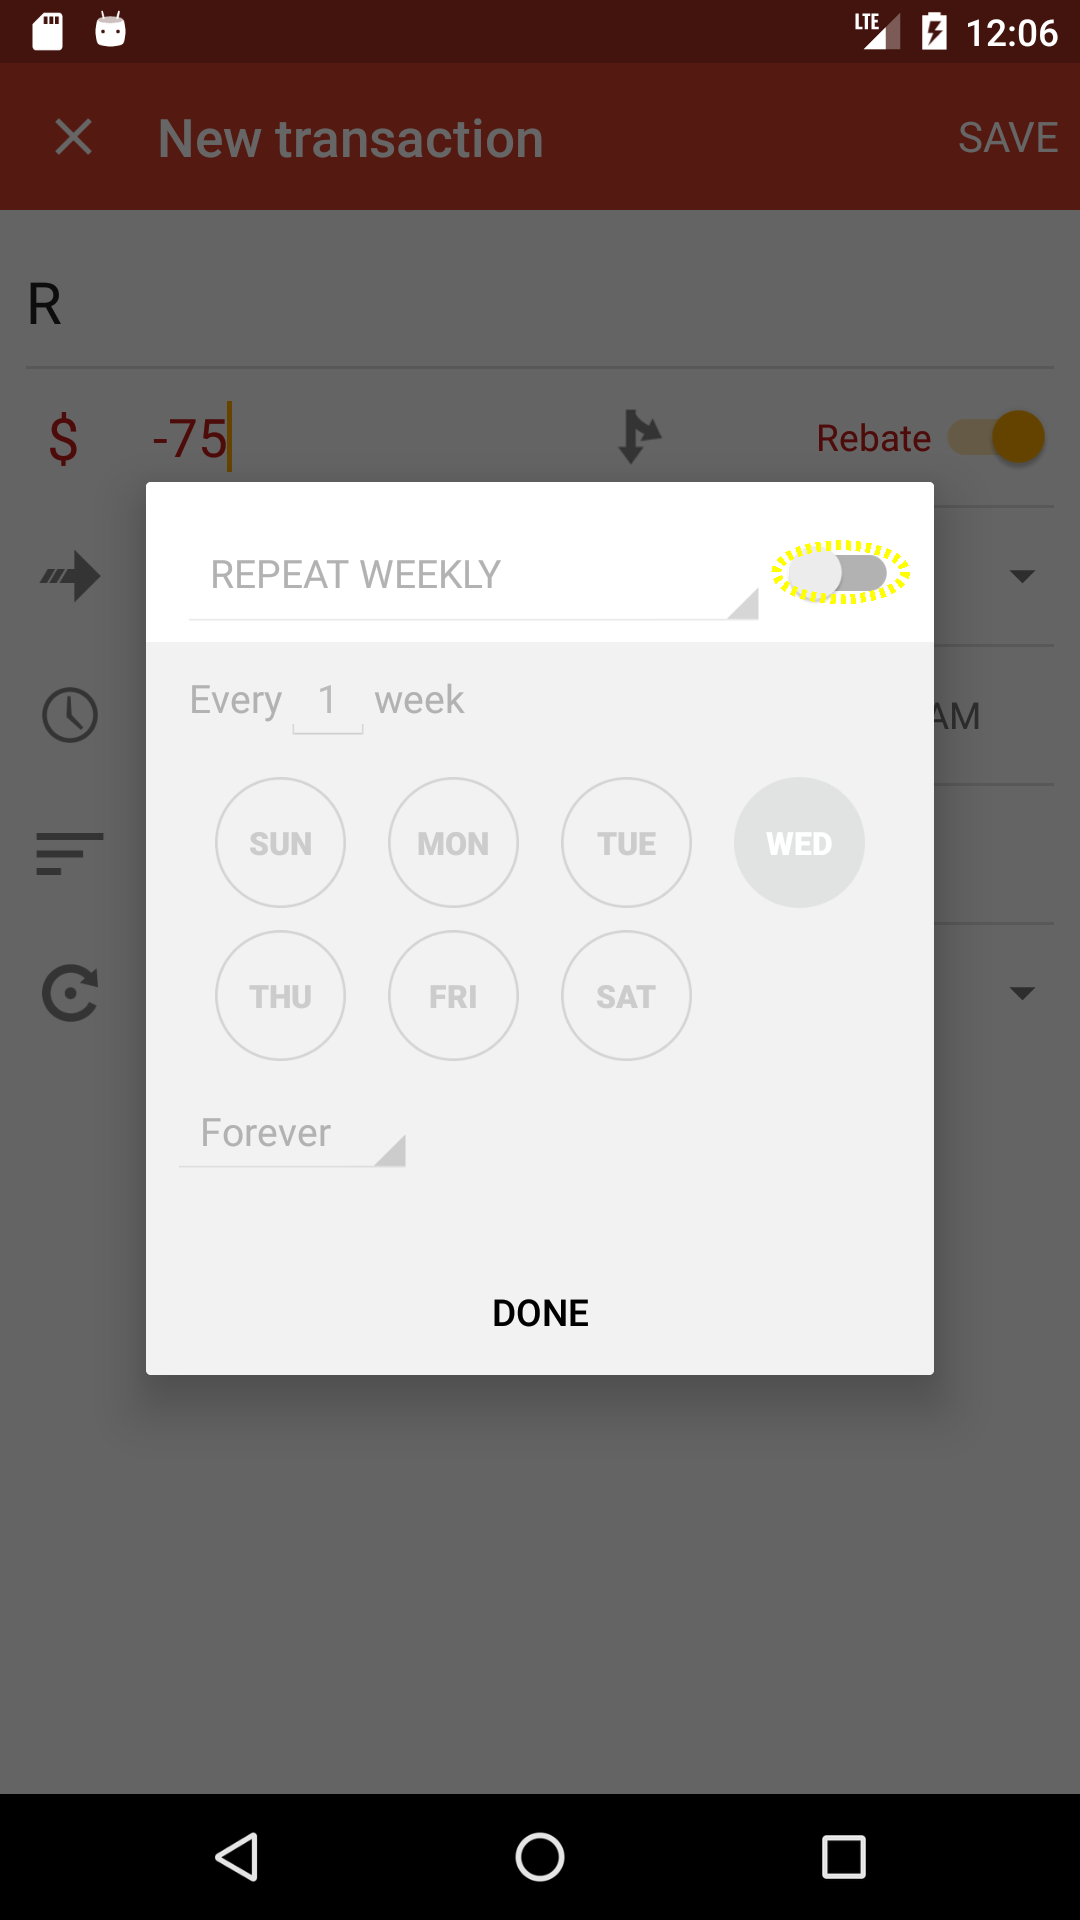 LTE 12:06
New transaction SAVE
R
$ -75 Rebate
REPEAT WEEKLY
Every 1 week
AM
SUN MON TUE WED
THU FRI SAT
Forever
DONE